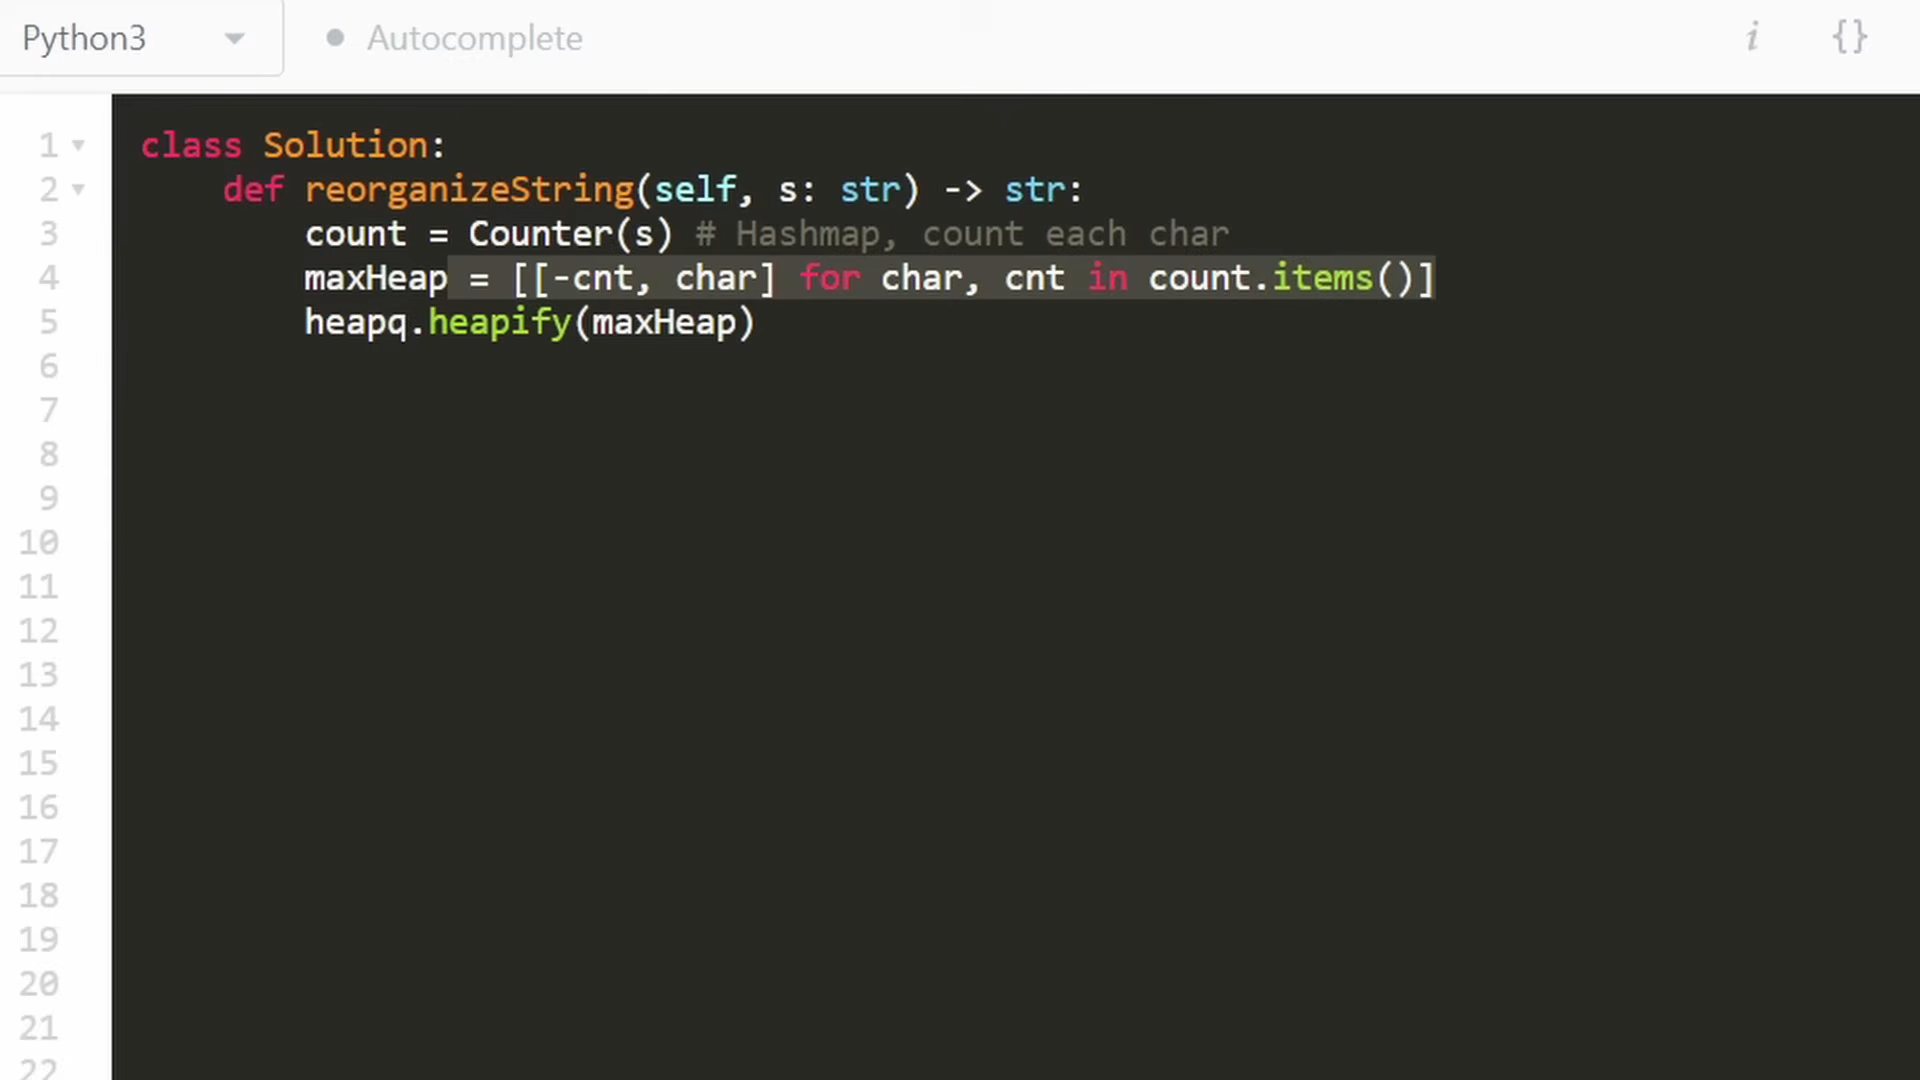 Python3
Autocomplete
i
{}
1 class Solution:
2 def reorganizeString(self, s: str) -> str:
3 count = Counter(s) # Hashmap, count each char
4 maxHeap = [[-cnt, char] for char, cnt in count.items()]
5 heapq.heapify(maxHeap)
6
7
8
9
10
11
12
13
14
15
16
17
18
19
20
21
22